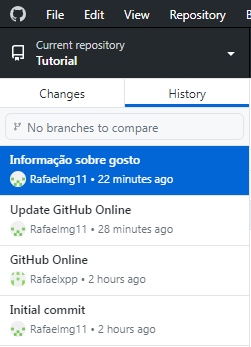 File Edit View Repository Branch
Current repository
Tutorial
Changes History
No branches to compare
Informação sobre gosto
Rafaelmg11 • 22 minutes ago
Update GitHub Online
Rafaelmg11 • 28 minutes ago
GitHub Online
Rafaelxpp • 2 hours ago
Initial commit
Rafaelmg11 • 2 hours ago